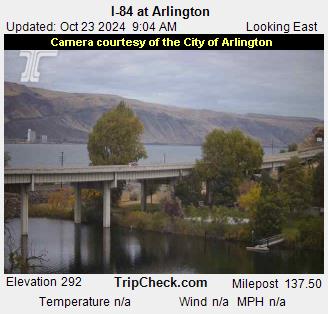 I-84 at Arlington
Updated: Oct 23 2024 9:04 AM Looking East
Camera courtesy of the City of Arlington
Elevation 292 TripCheck.com Milepost 137.50
Temperature n/a Wind n/a MPH n/a